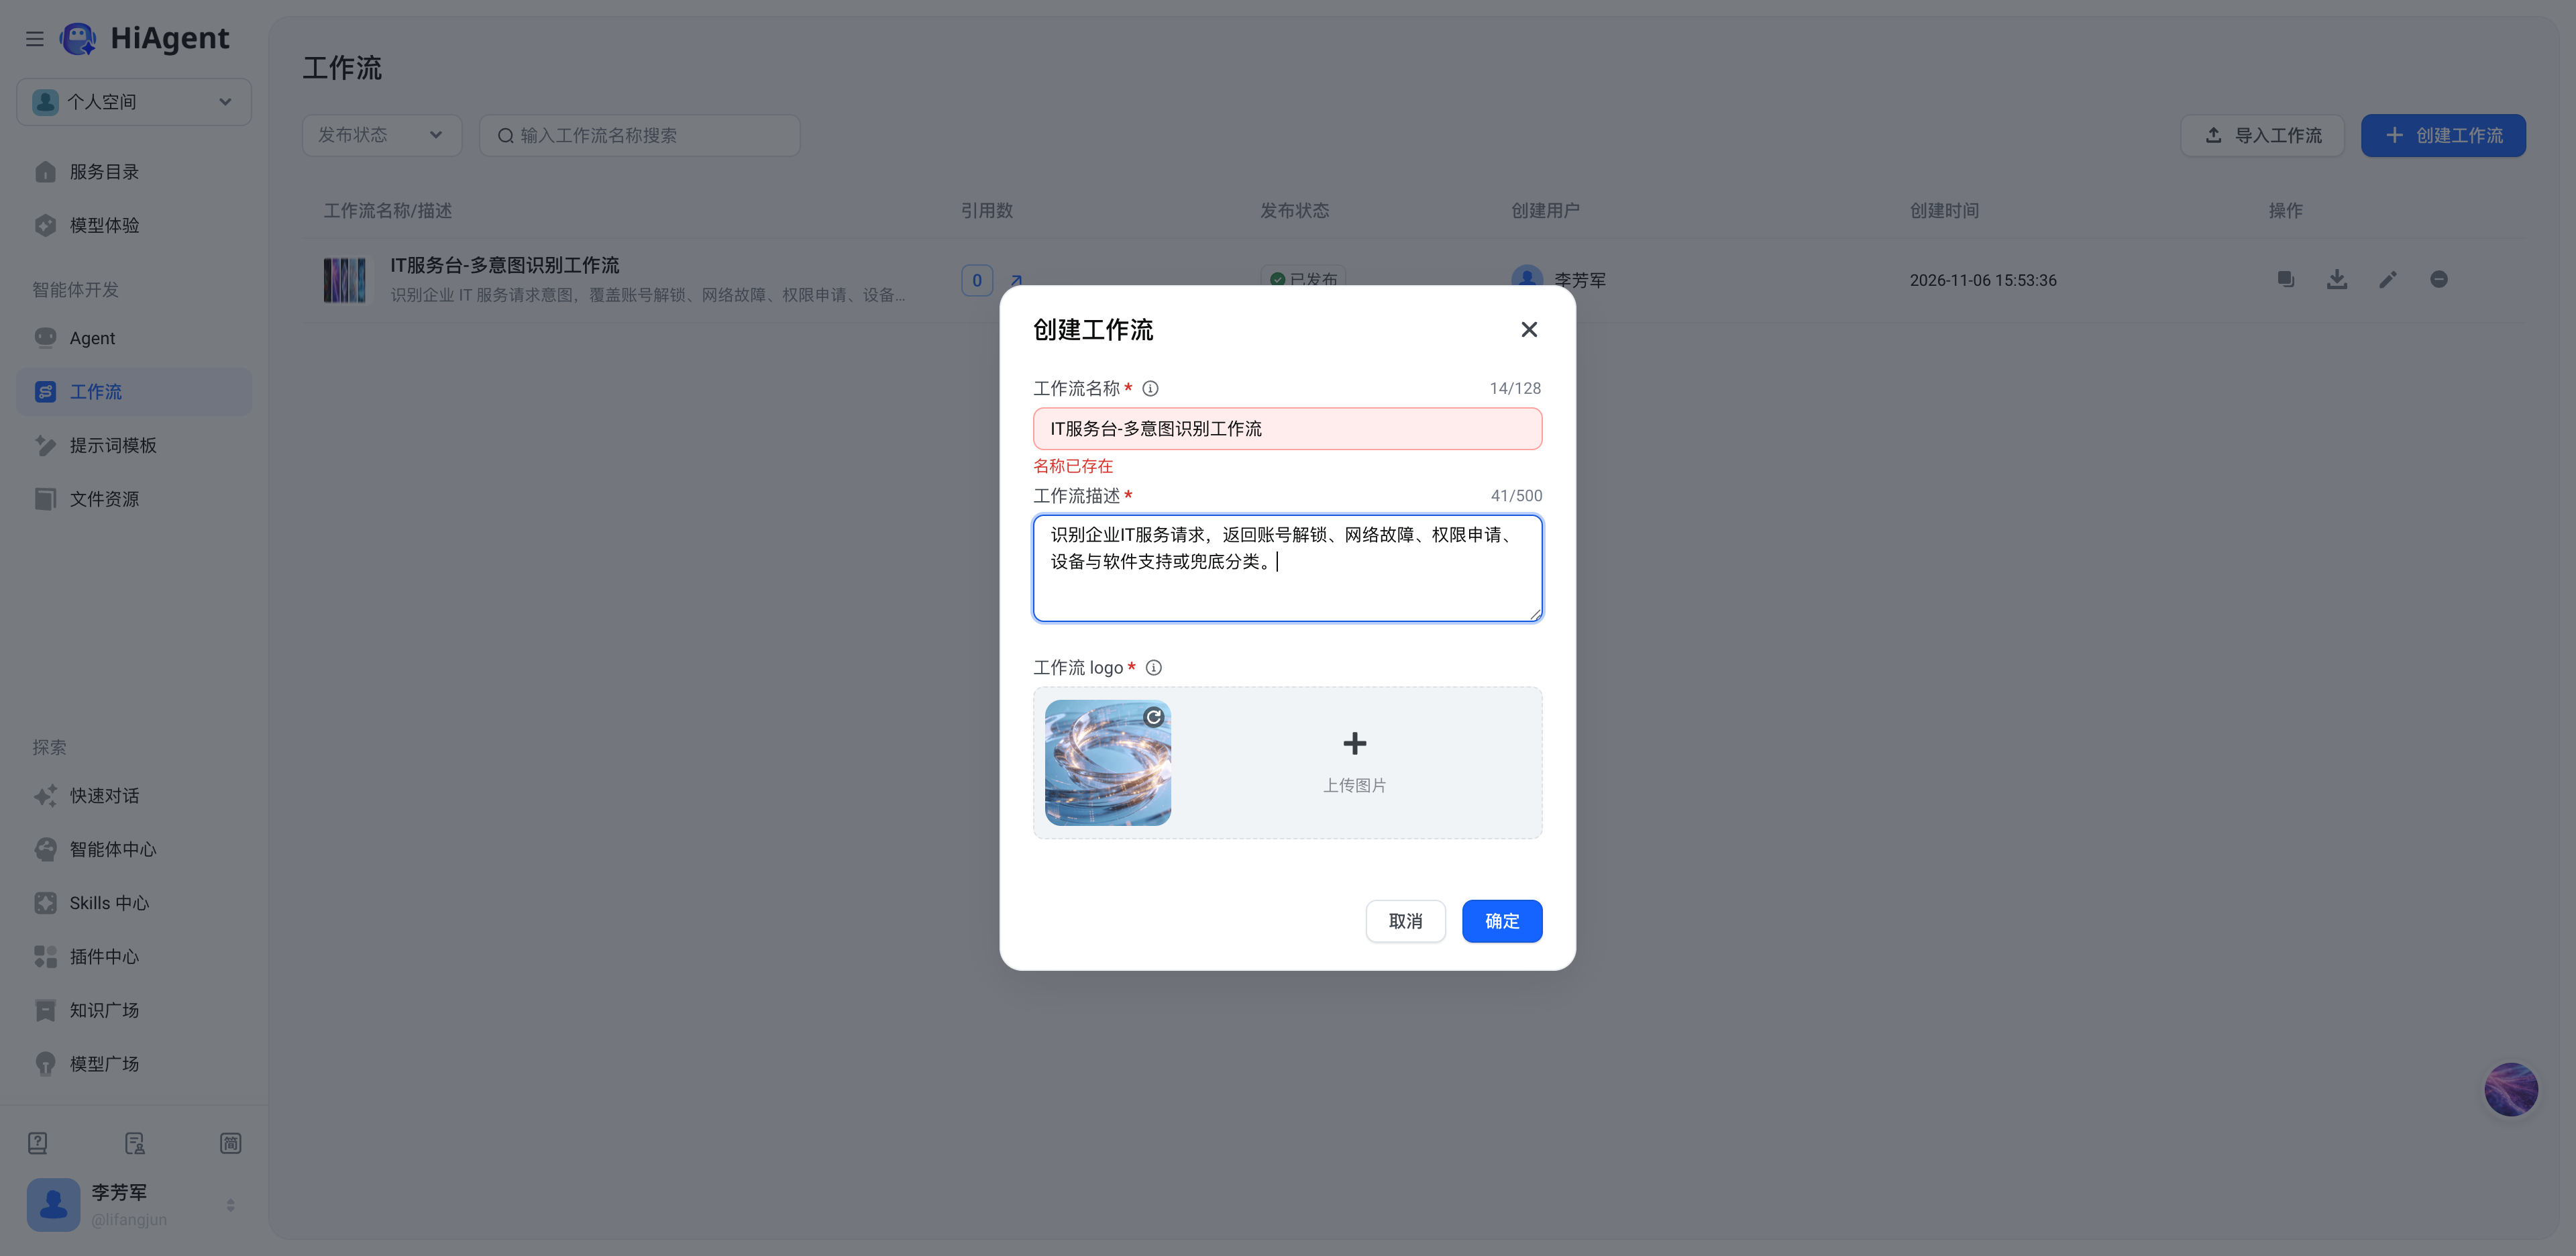 HiAgent
个人空间
服务目录
模型体验
智能体开发
Agent
工作流
提示词模板
文件资源
探索
快速对话
智能体中心
Skills 中心
插件中心
知识广场
模型广场
简
李芳军
@lifangjun
工作流
发布状态
输入工作流名称搜索
导入工作流
创建工作流
工作流名称/描述 引用数 发布状态 创建用户 创建时间 操作
IT服务台-多意图识别工作流
识别企业 IT 服务请求意图，覆盖账号解锁、网络故障、权限申请、设备...
0
已发布
李芳军
2026-11-06 15:53:36
创建工作流
工作流名称 * 14/128
IT服务台-多意图识别工作流
名称已存在
工作流描述 * 41/500
识别企业IT服务请求，返回账号解锁、网络故障、权限申请、
设备与软件支持或兜底分类。
工作流 logo *
上传图片
取消
确定